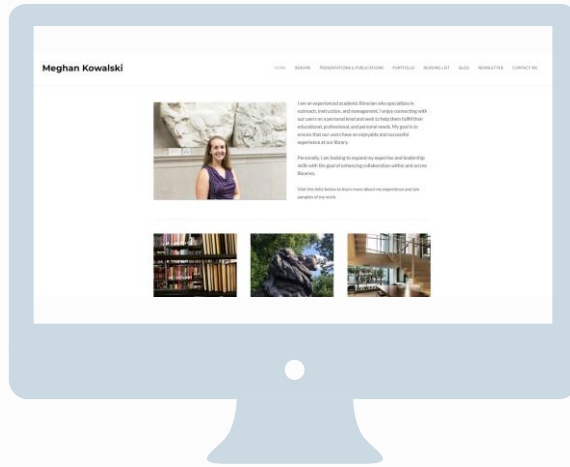 Meghan Kowalski
HOME RESUME PRESENTATIONS & PUBLICATIONS PORTFOLIO READING LIST BLOG NEWSLETTER CONTACT ME
I am an experienced academic librarian who specializes in
outreach, instruction, and management. I enjoy connecting with
our users on a personal level and seek to help them fulfill their
educational, professional, and personal needs. My goal is to
ensure that our users have an enjoyable and successful
experience at our library.
Personally, I am looking to expand my expertise and leadership
skills with the goal of enhancing collaboration within and across
libraries.
Visit the links below to learn more about my experience and see
samples of my work.